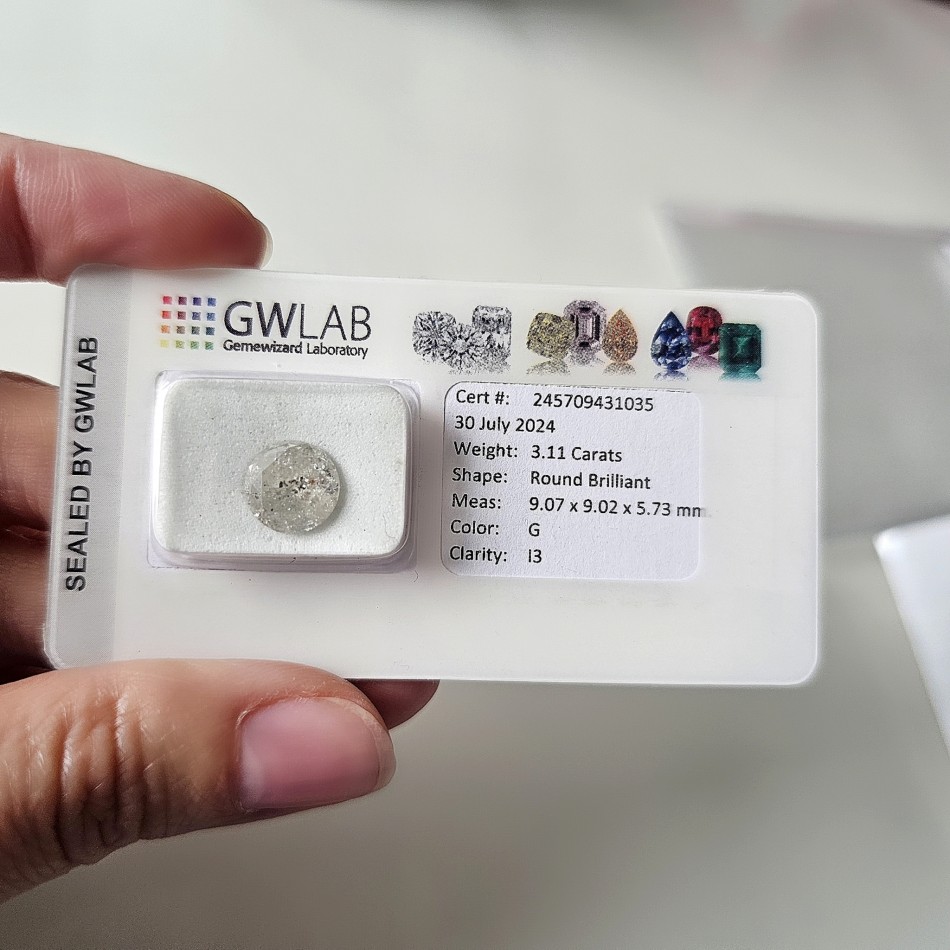 SEALED BY GWLAB
GWLAB
Gemewizard Laboratory
Cert #: 245709431035
30 July 2024
Weight: 3.11 Carats
Shape: Round Brilliant
Meas: 9.07 x 9.02 x 5.73 mm
Color: G
Clarity: I3